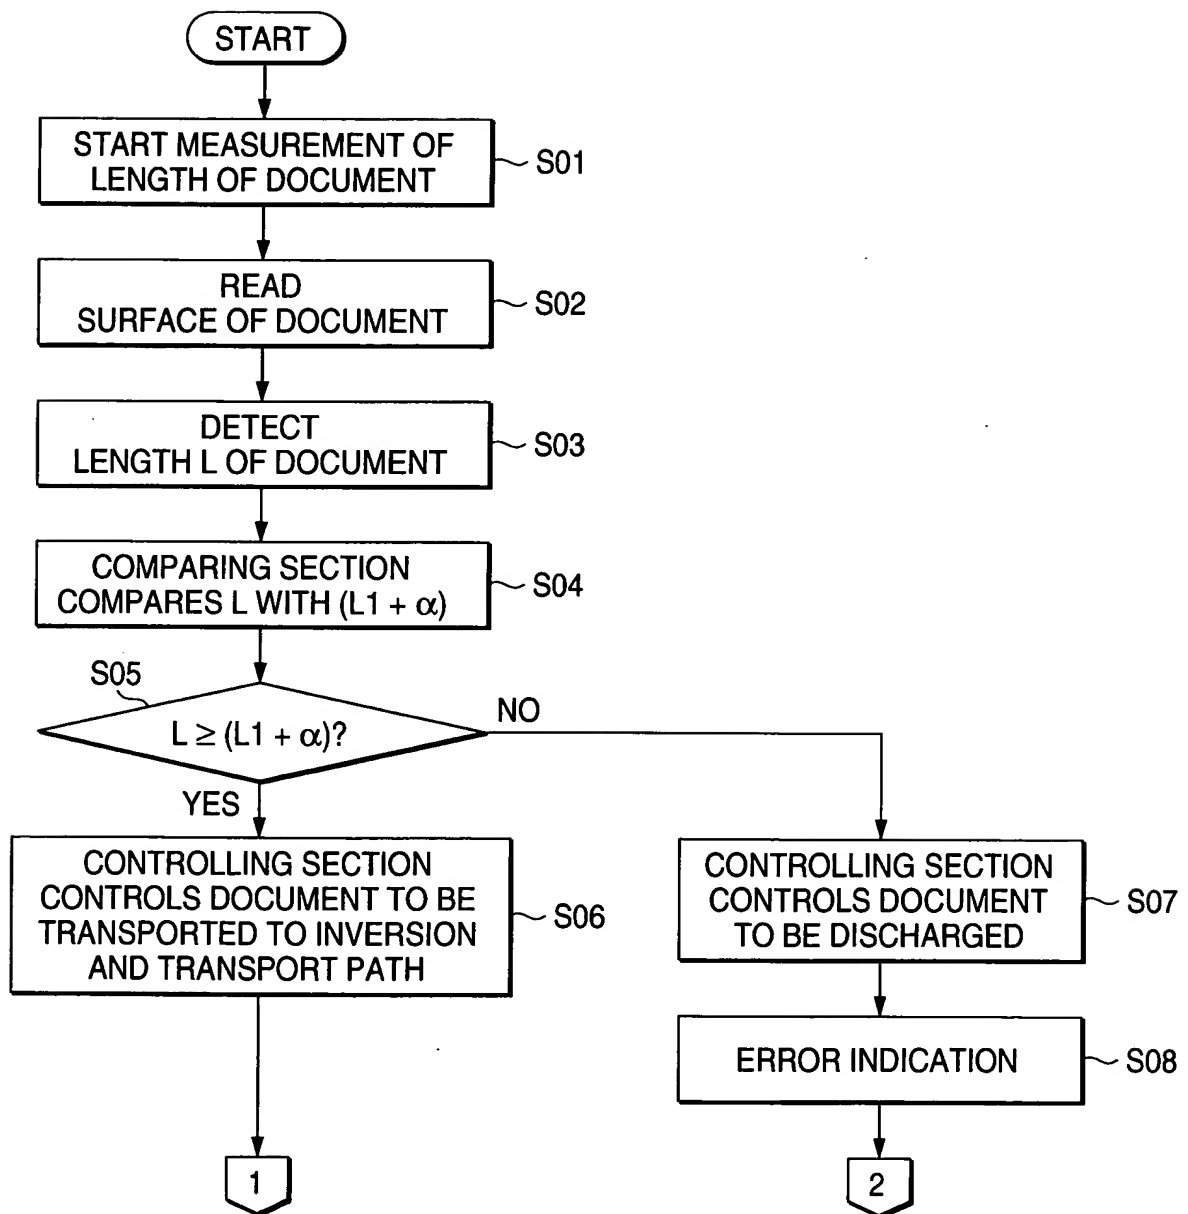 START
START MEASUREMENT OF
LENGTH OF DOCUMENT
S01
READ
SURFACE OF DOCUMENT
S02
DETECT
LENGTH L OF DOCUMENT
S03
COMPARING SECTION
COMPARES L WITH (L1 + α)
S04
S05
L ≥ (L1 + α)?
NO
YES
CONTROLLING SECTION
CONTROLS DOCUMENT TO BE
TRANSPORTED TO INVERSION
AND TRANSPORT PATH
S06
CONTROLLING SECTION
CONTROLS DOCUMENT
TO BE DISCHARGED
S07
ERROR INDICATION
S08
1
2